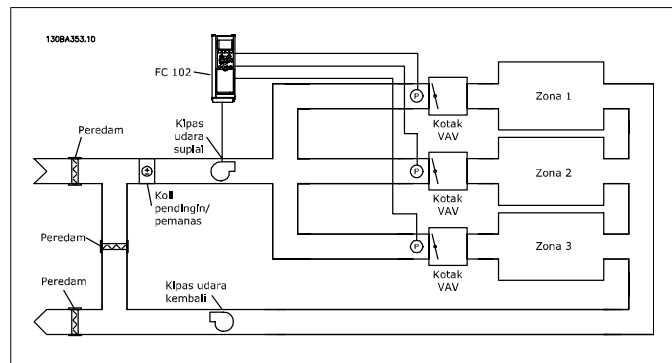 130BA353.10
FC 102
P
Kotak
VAV
Zona 1
Peredam
Kipas
udara
suplai
Koil
pendingin/
pemanas
P
Kotak
VAV
Zona 2
Peredam
P
Kotak
VAV
Zona 3
Peredam
Kipas udara
kembali